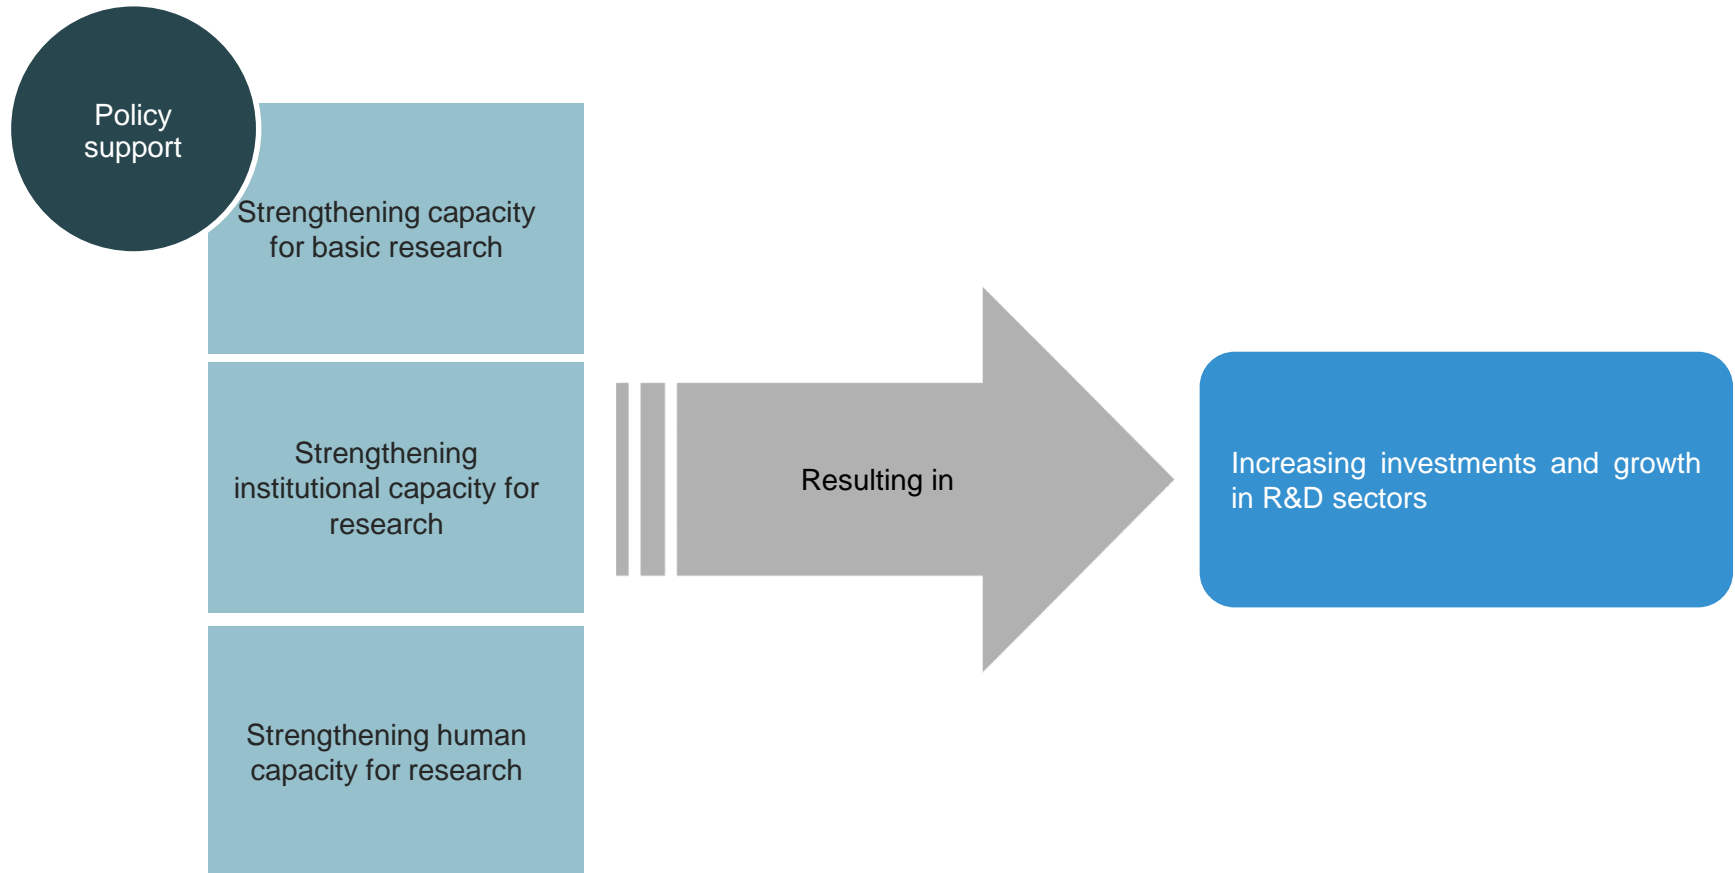 Policy
support
Strengthening capacity
for basic research
Strengthening
institutional capacity for
research
Strengthening human
capacity for research
Resulting in
Increasing investments and growth
in R&D sectors